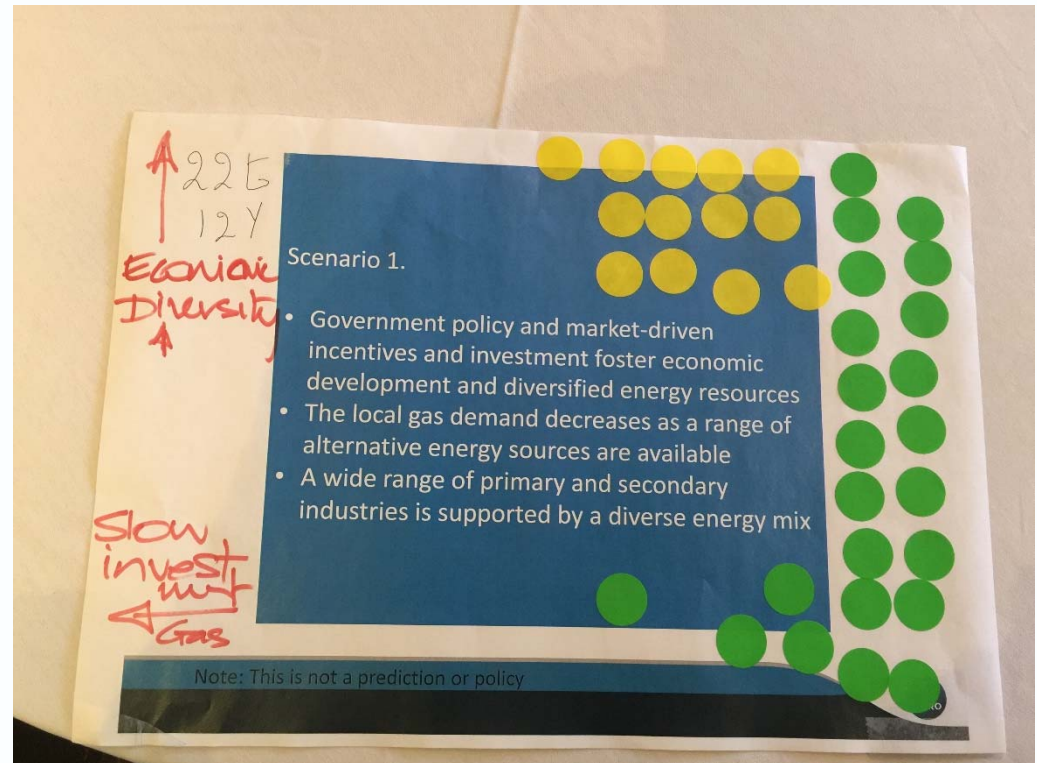 22G
12Y
Economic
Diversity
Scenario 1.
• Government policy and market-driven
incentives and investment foster economic
development and diversified energy resources
• The local gas demand decreases as a range of
alternative energy sources are available
• A wide range of primary and secondary
industries is supported by a diverse energy mix
Slow
invest
ment
Gas
Note: This is not a prediction or policy